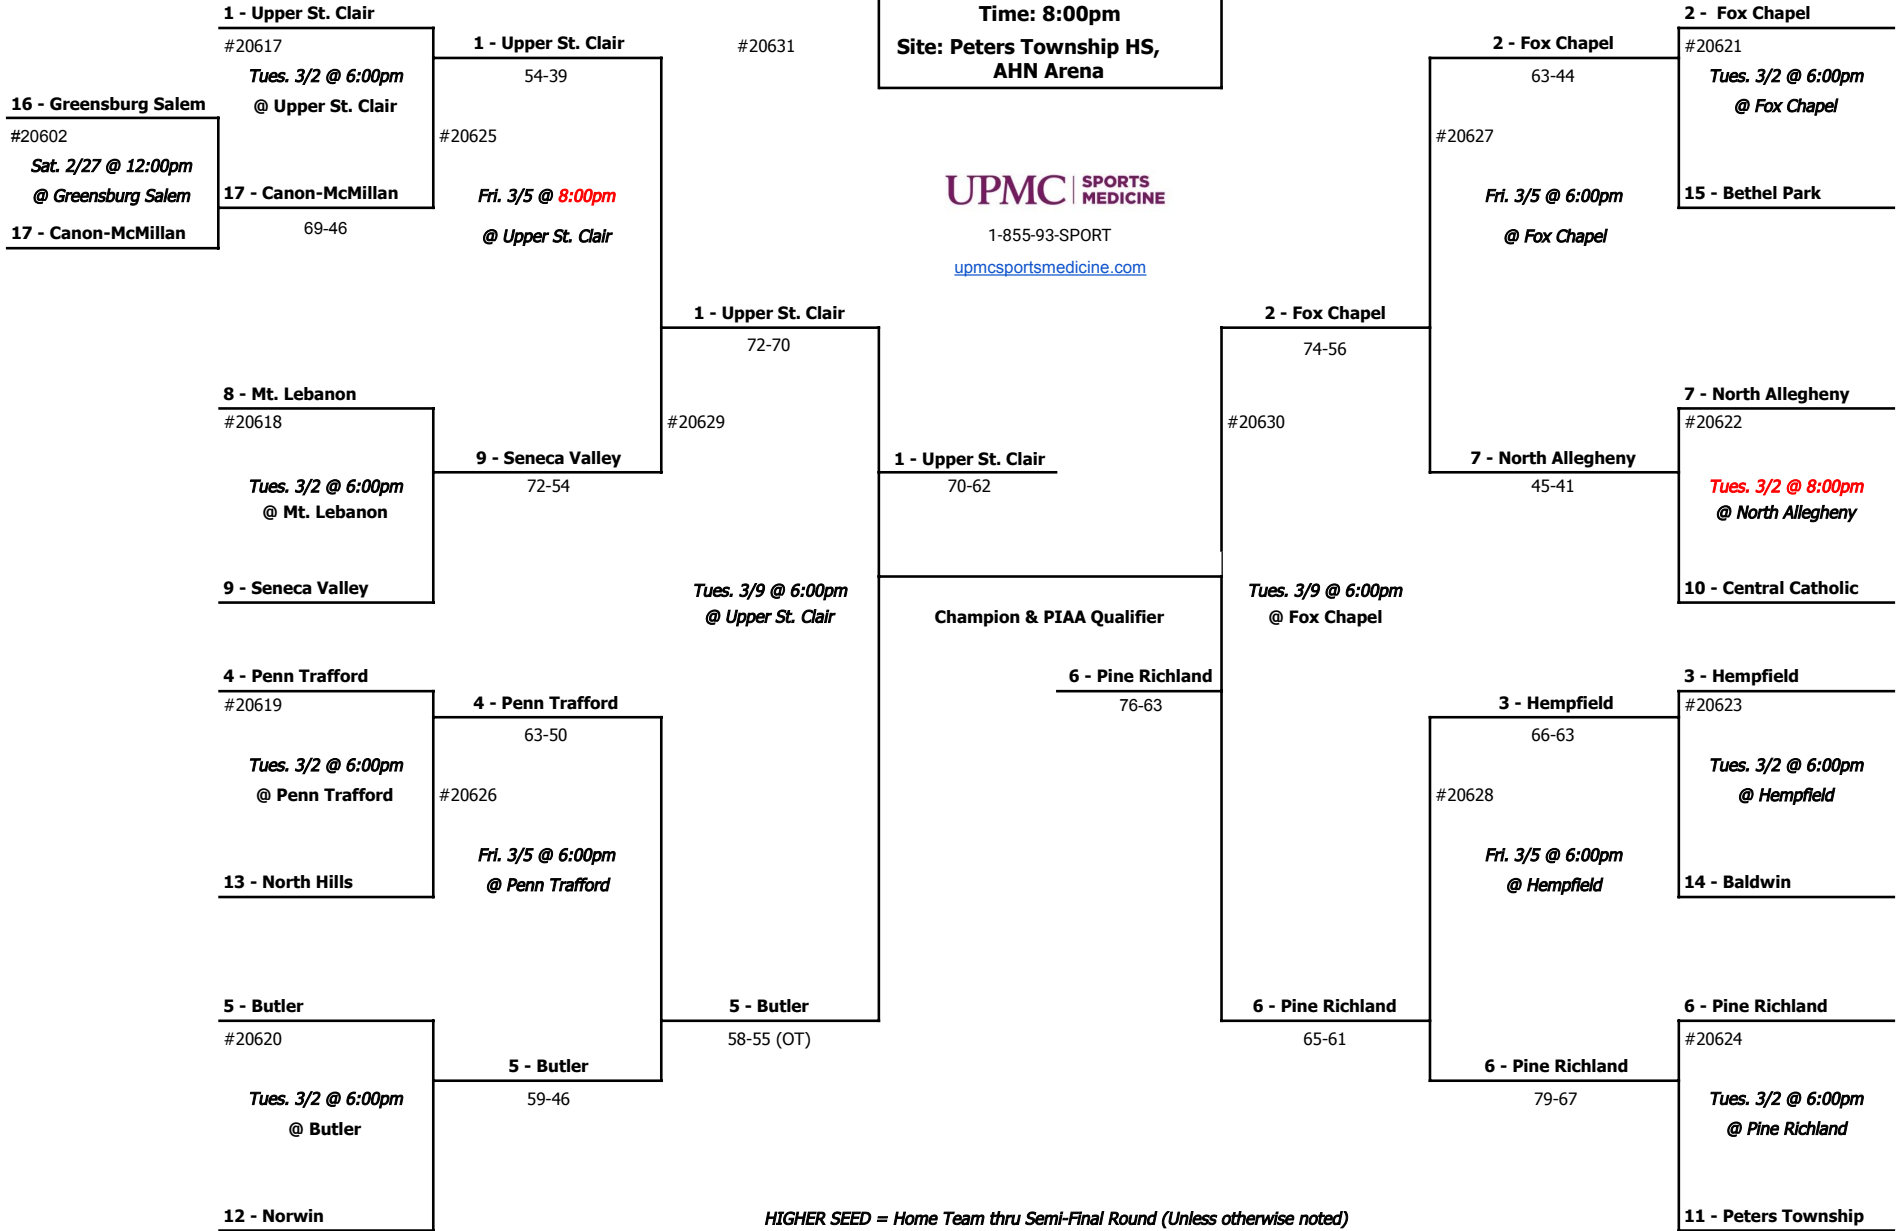 1 - Upper St. Clair
#20617
Tues. 3/2 @ 6:00pm
@ Upper St. Clair
16 - Greensburg Salem
#20602
Sat. 2/27 @ 12:00pm
@ Greensburg Salem
17 - Canon-McMillan
17 - Canon-McMillan
69-46
1 - Upper St. Clair
54-39
#20625
Fri. 3/5 @ 8:00pm
@ Upper St. Clair
8 - Mt. Lebanon
#20618
Tues. 3/2 @ 6:00pm
@ Mt. Lebanon
9 - Seneca Valley
9 - Seneca Valley
72-54
1 - Upper St. Clair
72-70
#20629
Tues. 3/9 @ 6:00pm
@ Upper St. Clair
4 - Penn Trafford
#20619
Tues. 3/2 @ 6:00pm
@ Penn Trafford
13 - North Hills
4 - Penn Trafford
63-50
#20626
Fri. 3/5 @ 6:00pm
@ Penn Trafford
5 - Butler
#20620
Tues. 3/2 @ 6:00pm
@ Butler
12 - Norwin
5 - Butler
59-46
5 - Butler
58-55 (OT)
#20631
Time: 8:00pm
Site: Peters Township HS,
AHN Arena
UPMC | SPORTS
MEDICINE
1-855-93-SPORT
upmcsportsmedicine.com
1 - Upper St. Clair
70-62
Champion & PIAA Qualifier
6 - Pine Richland
76-63
2 - Fox Chapel
74-56
#20630
Tues. 3/9 @ 6:00pm
@ Fox Chapel
6 - Pine Richland
65-61
2 - Fox Chapel
63-44
#20627
Fri. 3/5 @ 6:00pm
@ Fox Chapel
7 - North Allegheny
45-41
3 - Hempfield
66-63
#20628
Fri. 3/5 @ 6:00pm
@ Hempfield
6 - Pine Richland
79-67
2 - Fox Chapel
#20621
Tues. 3/2 @ 6:00pm
@ Fox Chapel
15 - Bethel Park
7 - North Allegheny
#20622
Tues. 3/2 @ 8:00pm
@ North Allegheny
10 - Central Catholic
3 - Hempfield
#20623
Tues. 3/2 @ 6:00pm
@ Hempfield
14 - Baldwin
6 - Pine Richland
#20624
Tues. 3/2 @ 6:00pm
@ Pine Richland
11 - Peters Township
HIGHER SEED = Home Team thru Semi-Final Round (Unless otherwise noted)